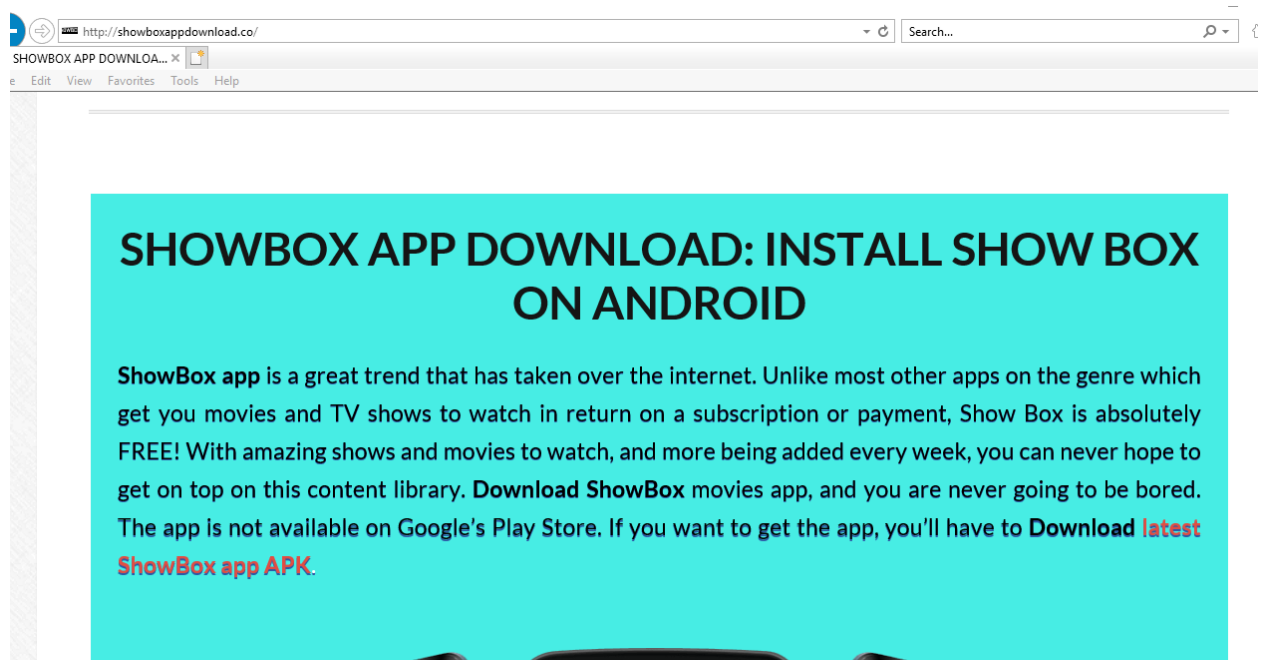 http://showboxappdownload.co/
Search...
SHOWBOX APP DOWNLOA...
e Edit View Favorites Tools Help
SHOWBOX APP DOWNLOAD: INSTALL SHOW BOX
ON ANDROID
ShowBox app is a great trend that has taken over the internet. Unlike most other apps on the genre which
get you movies and TV shows to watch in return on a subscription or payment, Show Box is absolutely
FREE! With amazing shows and movies to watch, and more being added every week, you can never hope to
get on top on this content library. Download ShowBox movies app, and you are never going to be bored.
The app is not available on Google's Play Store. If you want to get the app, you'll have to Download latest
ShowBox app APK.